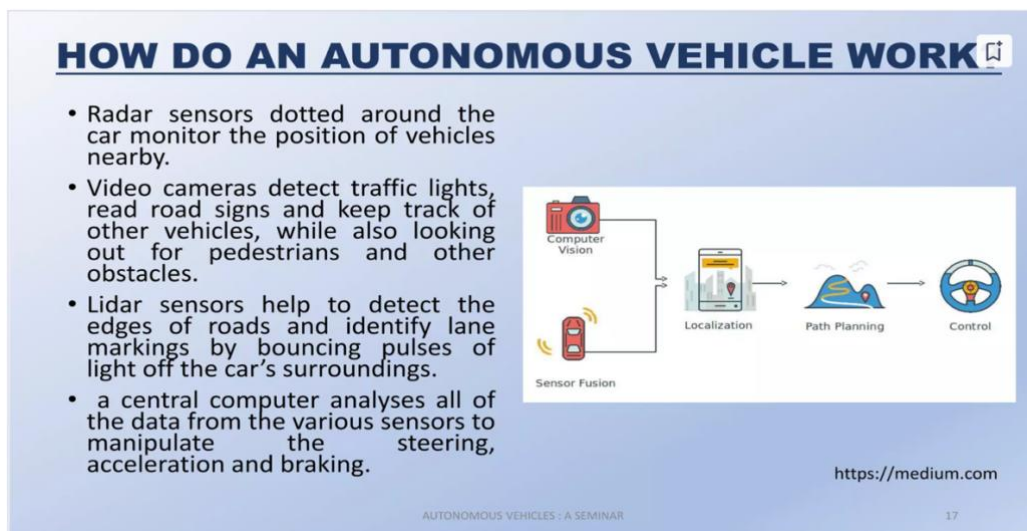 HOW DO AN AUTONOMOUS VEHICLE WORK?
• Radar sensors dotted around the
car monitor the position of vehicles
nearby.
• Video cameras detect traffic lights,
read road signs and keep track of
other vehicles, while also looking
out for pedestrians and other
obstacles.
• Lidar sensors help to detect the
edges of roads and identify lane
markings by bouncing pulses of
light off the car's surroundings.
• a central computer analyses all of
the data from the various sensors to
manipulate the steering,
acceleration and braking.
Computer
Vision
Sensor Fusion
Localization
Path Planning
Control
https://medium.com
AUTONOMOUS VEHICLES : A SEMINAR
17